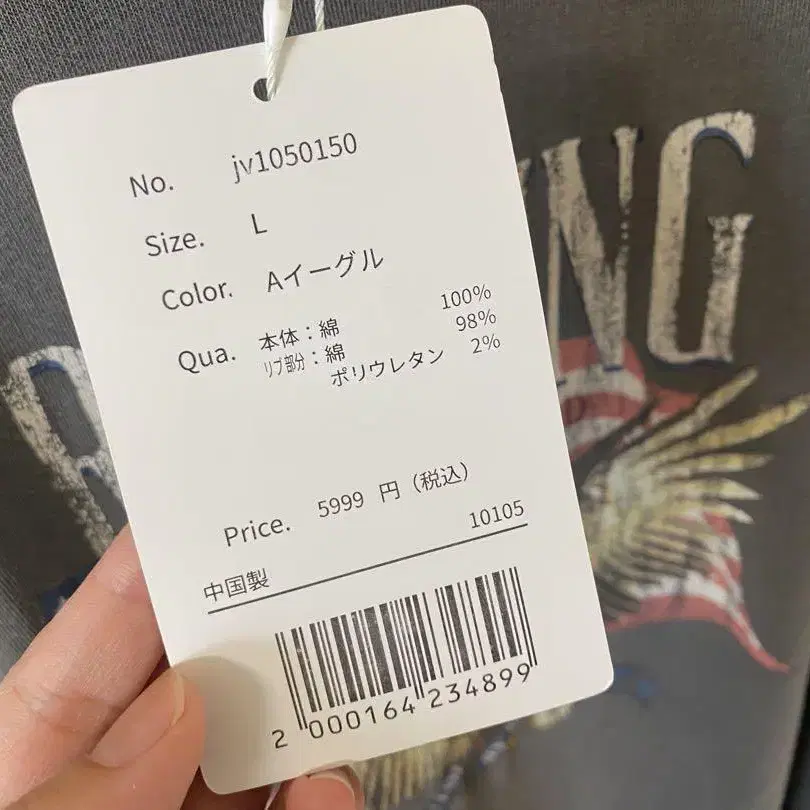 No. jv1050150
Size. L
Color. Aイーグル
Qua. 本体：綿 100%
リブ部分：綿 98%
ポリウレタン 2%
Price. 5999 円（税込）
10105
中国製
2 000164 234899
R
NG